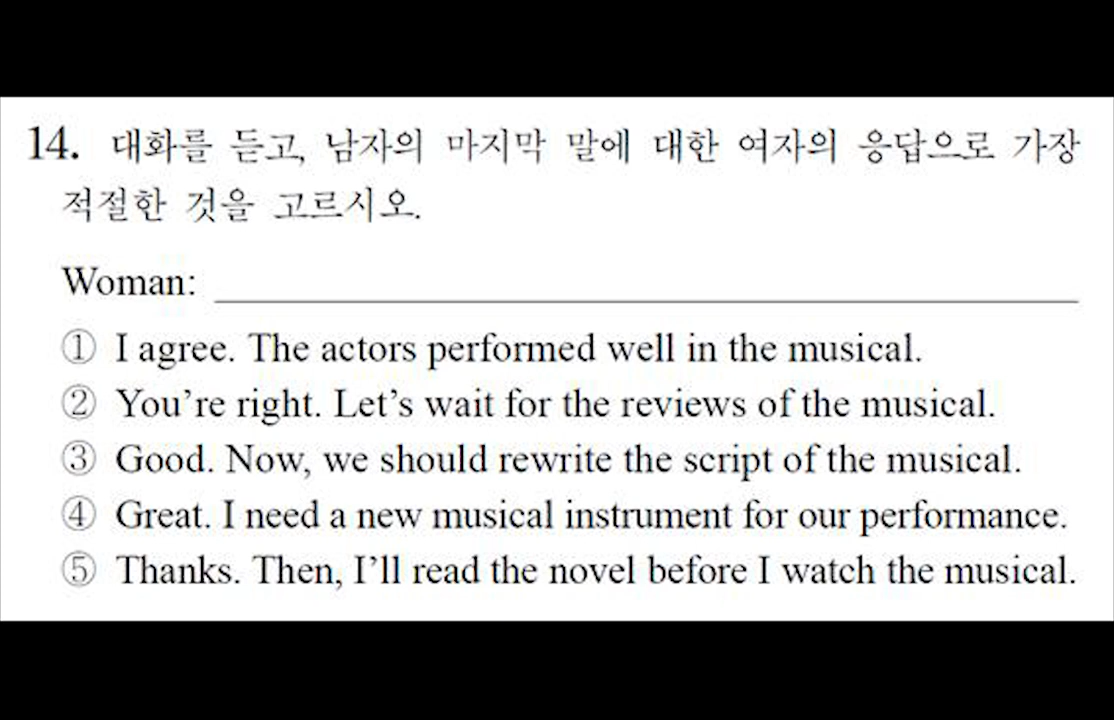 14. 대화를 듣고, 남자의 마지막 말에 대한 여자의 응답으로 가장
적절한 것을 고르시오.
Woman:
① I agree. The actors performed well in the musical.
② You're right. Let's wait for the reviews of the musical.
③ Good. Now, we should rewrite the script of the musical.
④ Great. I need a new musical instrument for our performance.
⑤ Thanks. Then, I'll read the novel before I watch the musical.